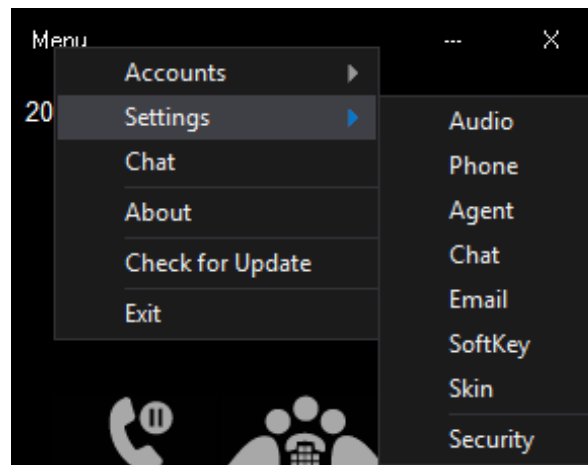 Menu --- X
Accounts
20
Settings
Chat
About
Check for Update
Exit
Audio
Phone
Agent
Chat
Email
SoftKey
Skin
Security